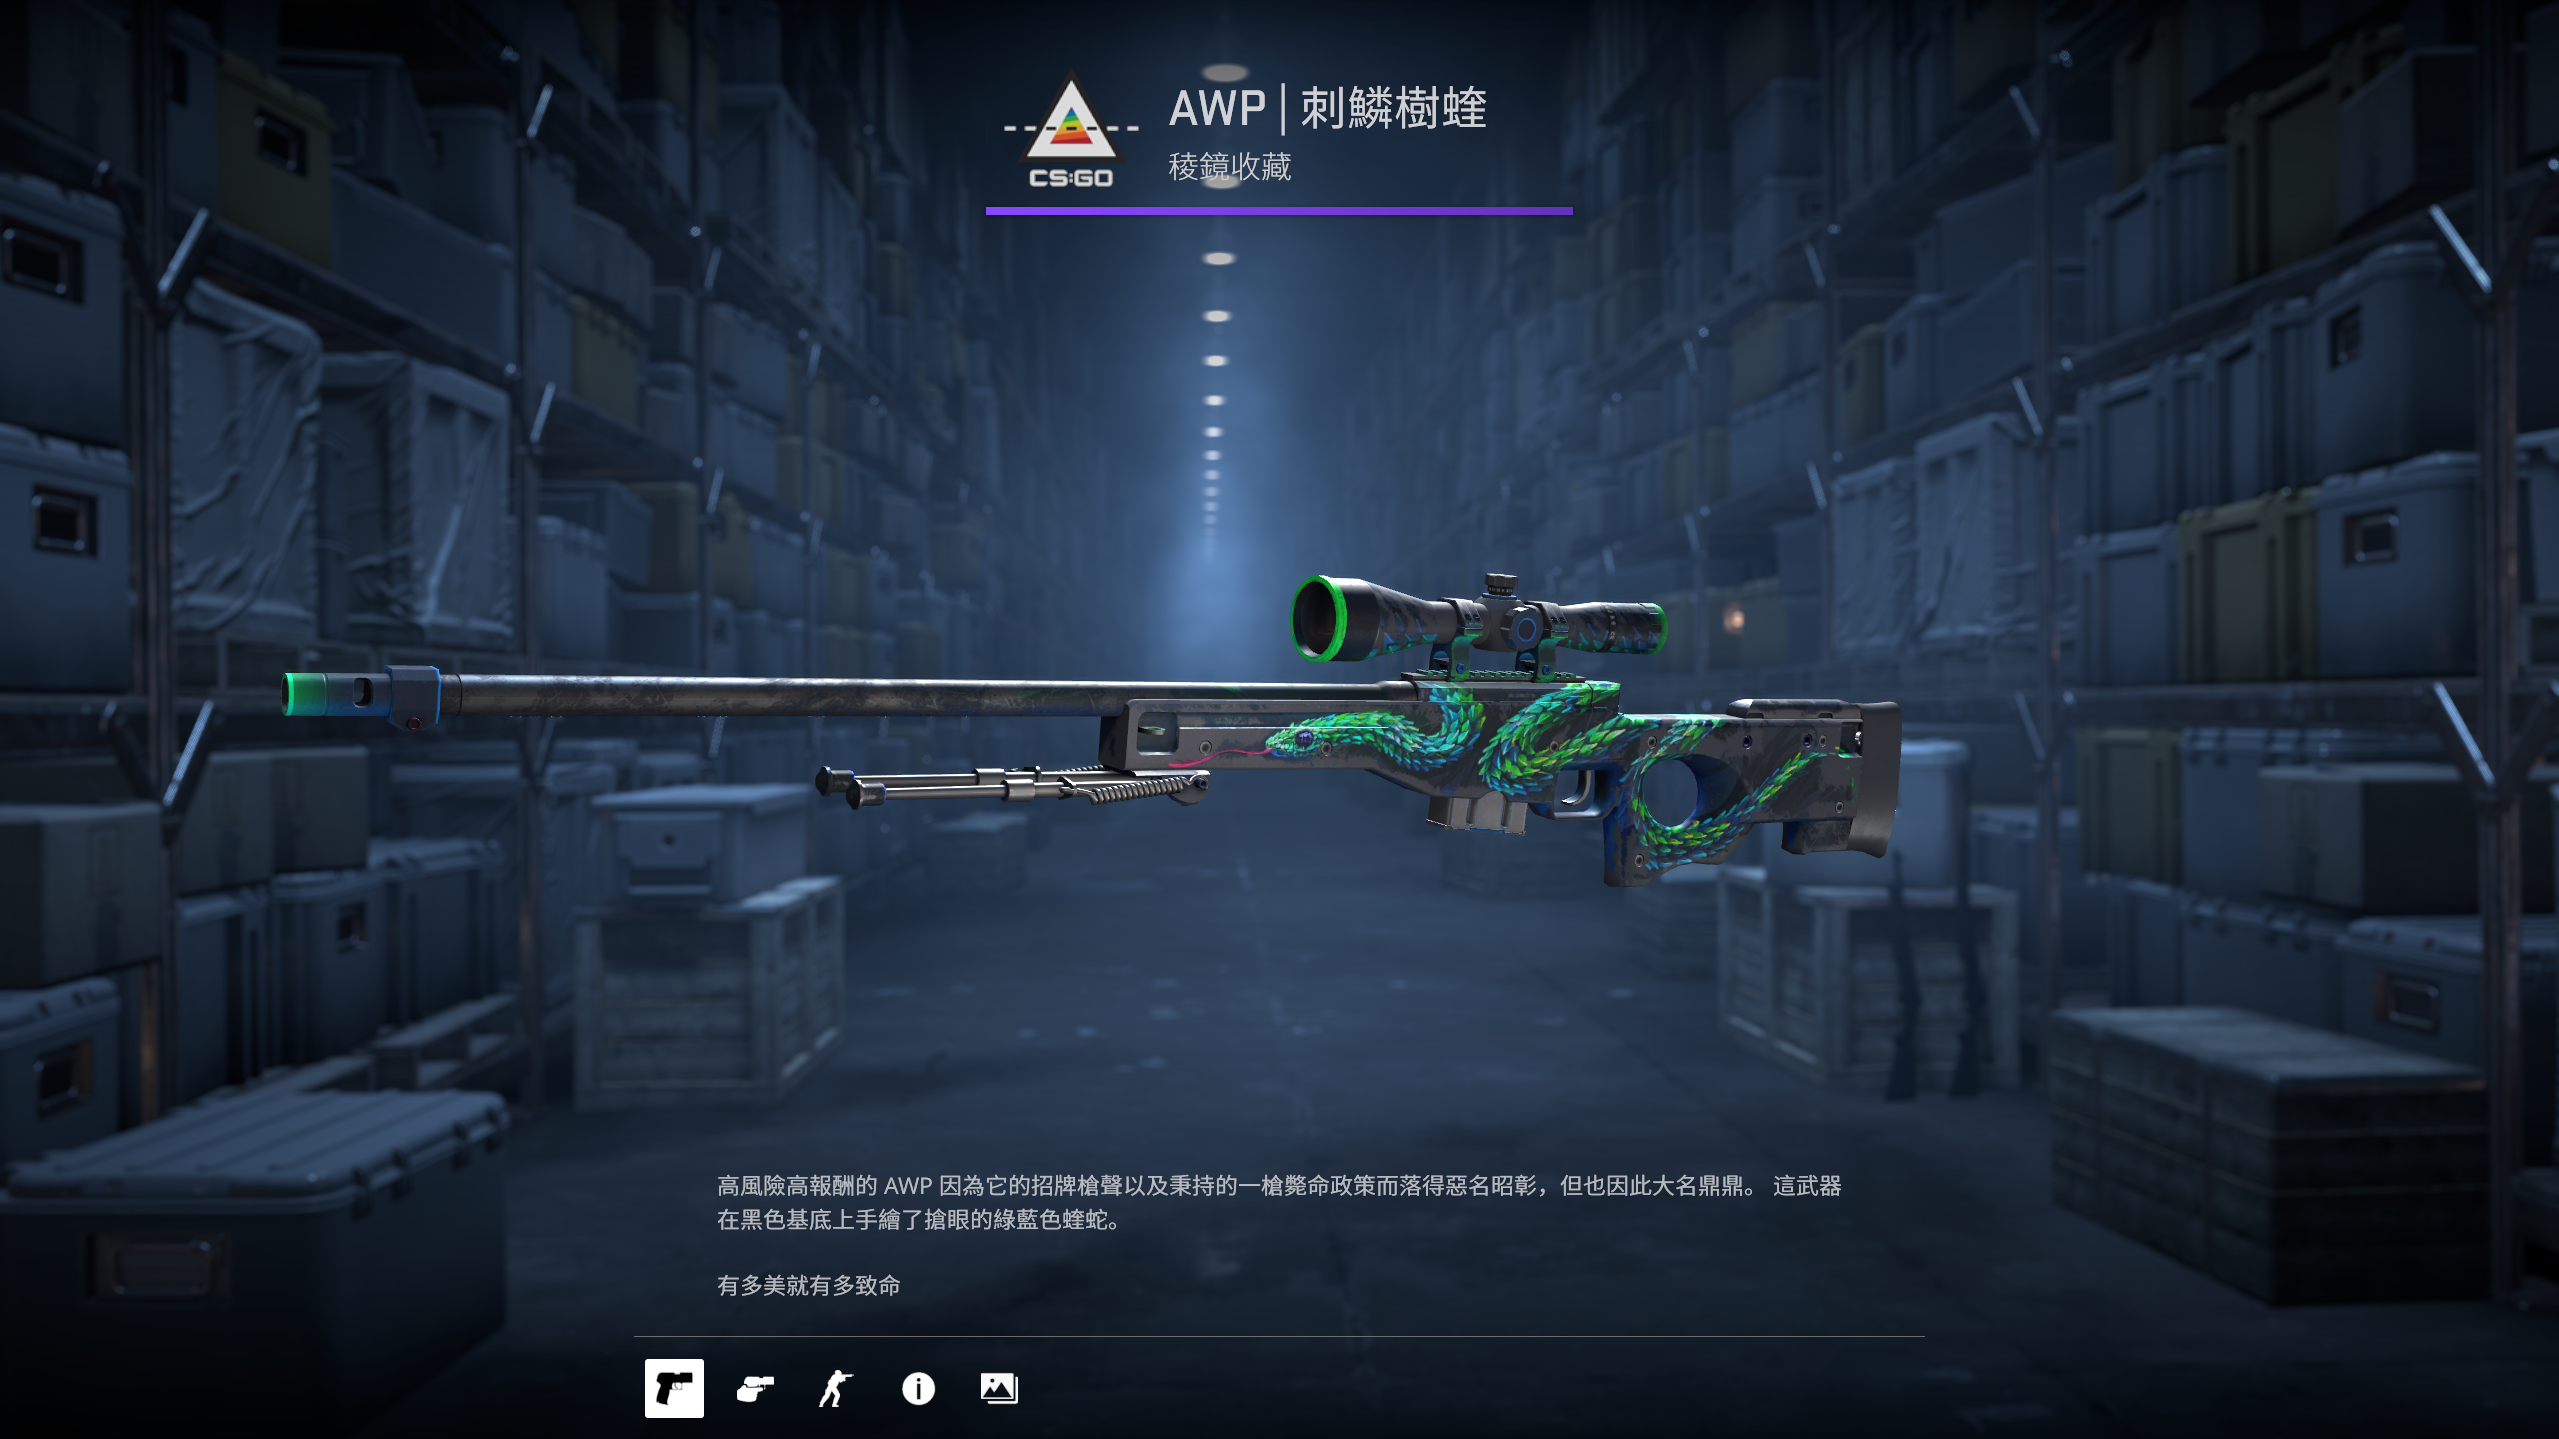 CS:GO
AWP | 刺鱗樹蝰
稜鏡收藏
高風險高報酬的 AWP 因為它的招牌槍聲以及秉持的一槍斃命政策而落得惡名昭彰，但也因此大名鼎鼎。 這武器
在黑色基底上手繪了搶眼的綠藍色蝰蛇。
有多美就有多致命